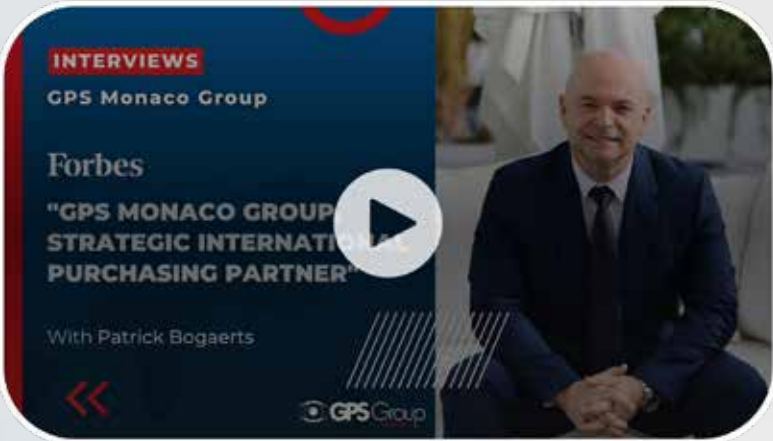 INTERVIEWS
GPS Monaco Group
Forbes
"GPS MONACO GROUP,
STRATEGIC INTERNATIONAL
PURCHASING PARTNER"
With Patrick Bogaerts
GPS Group